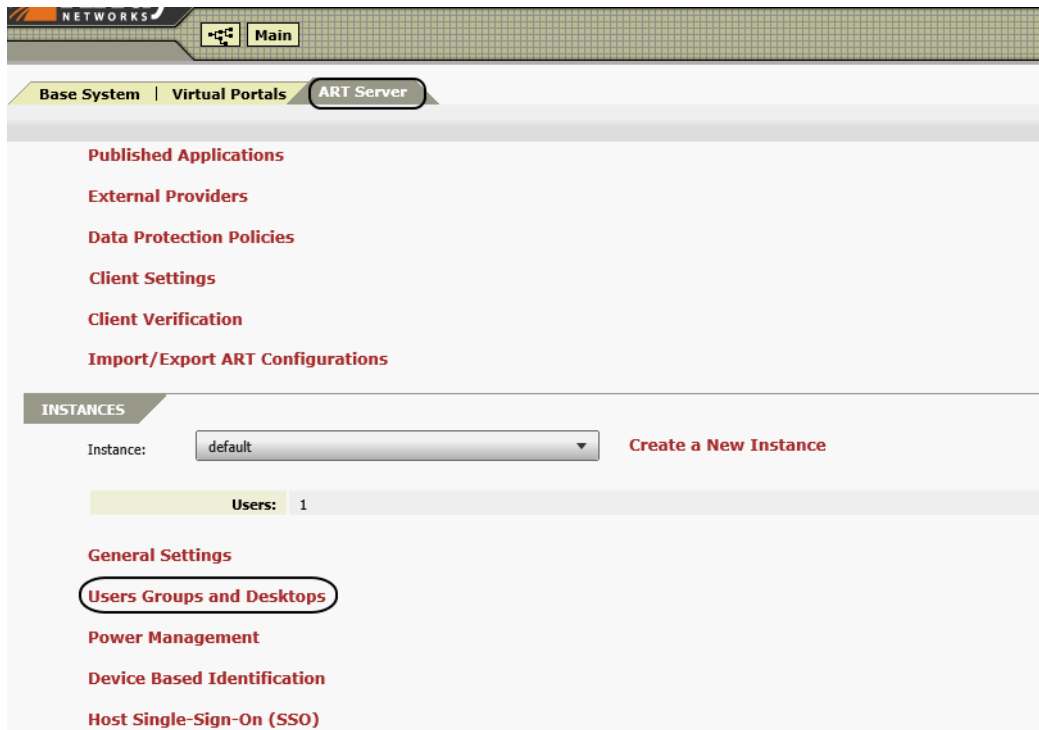 NETWORKS
Main
Base System | Virtual Portals ART Server
Published Applications
External Providers
Data Protection Policies
Client Settings
Client Verification
Import/Export ART Configurations
INSTANCES
Instance: default Create a New Instance
Users: 1
General Settings
Users Groups and Desktops
Power Management
Device Based Identification
Host Single-Sign-On (SSO)